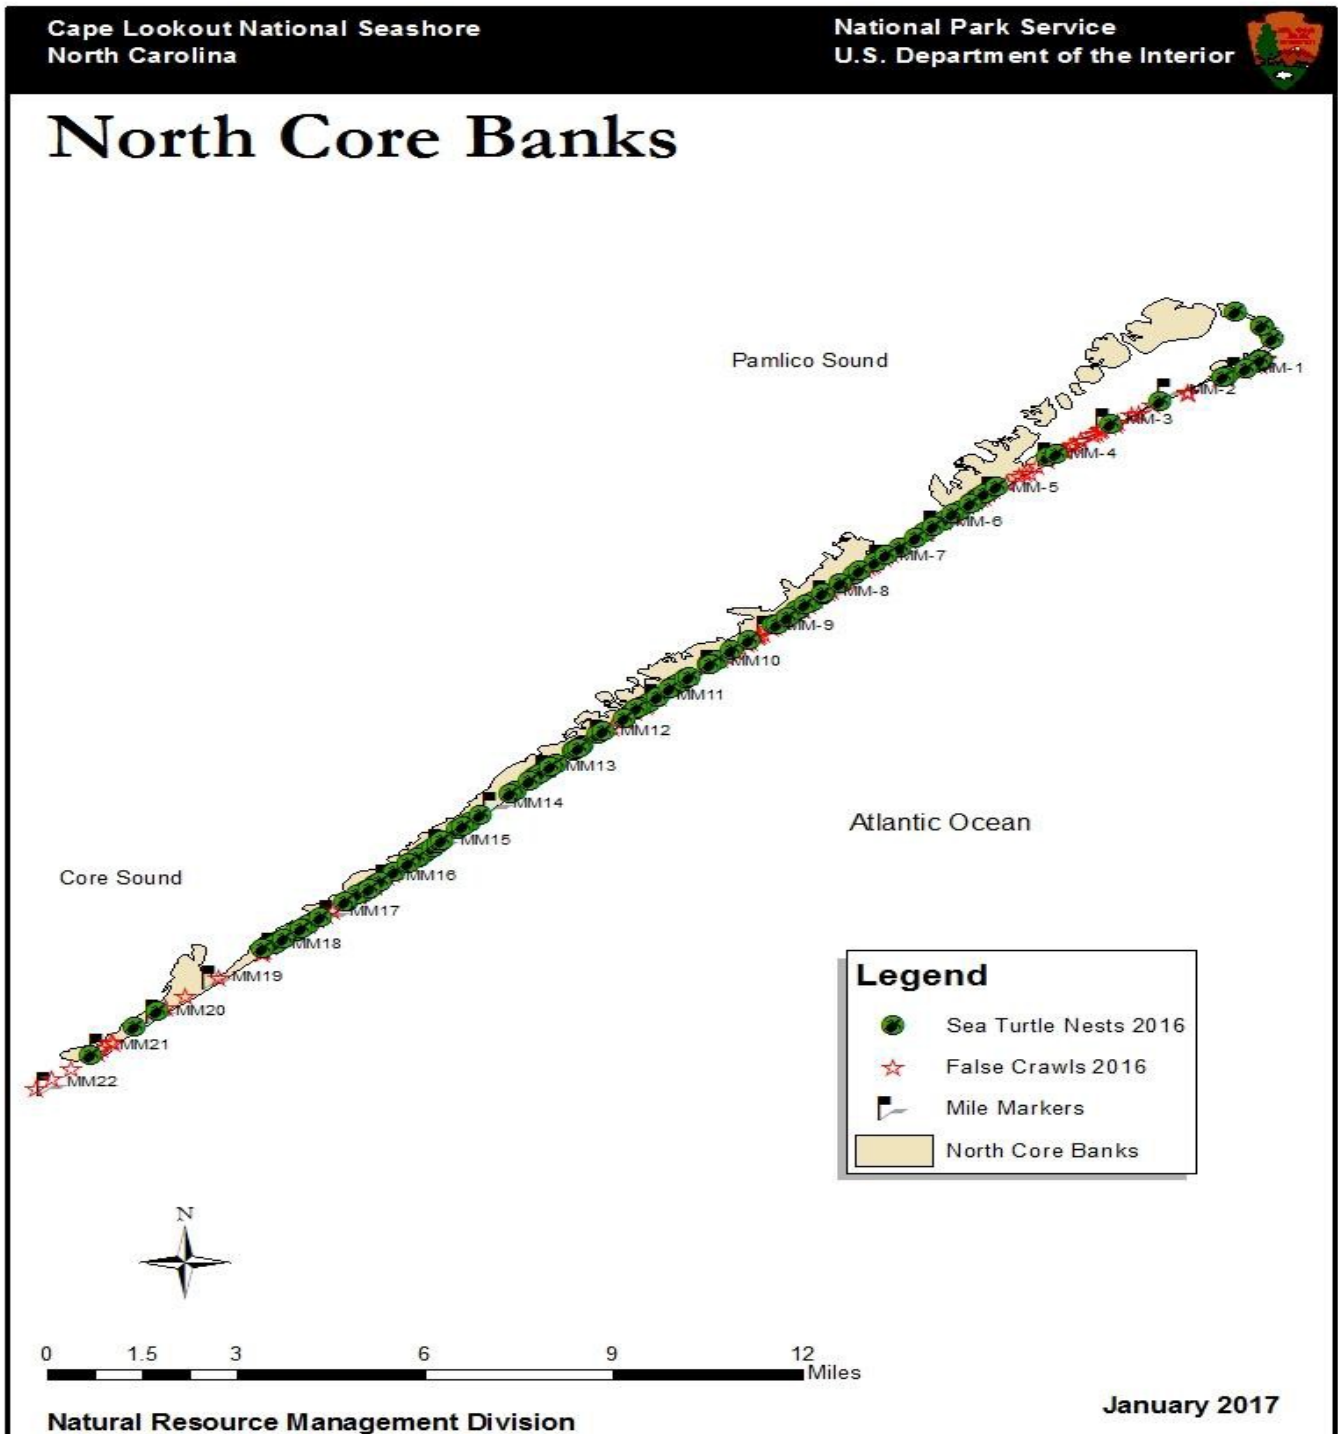 Cape Lookout National Seashore
North Carolina
National Park Service
U.S. Department of the Interior
North Core Banks
Pamlico Sound
MM-1
MM-2
MM-3
MM-4
MM-5
MM-6
MM-7
MM-8
MM-9
MM10
MM11
MM12
MM13
MM14
Atlantic Ocean
MM15
MM16
Core Sound
MM17
MM18
MM19
MM20
MM21
MM22
Legend
Sea Turtle Nests 2016
False Crawls 2016
Mile Markers
North Core Banks
N
0 1.5 3 6 9 12
Miles
January 2017
Natural Resource Management Division